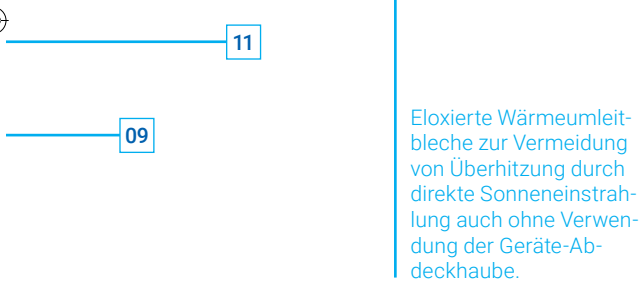 11
09
Eloxierte Wärmeumleit-
bleche zur Vermeidung
von Überhitzung durch
direkte Sonneneinstrah-
lung auch ohne Verwen-
dung der Geräte-Ab-
deckhaube.